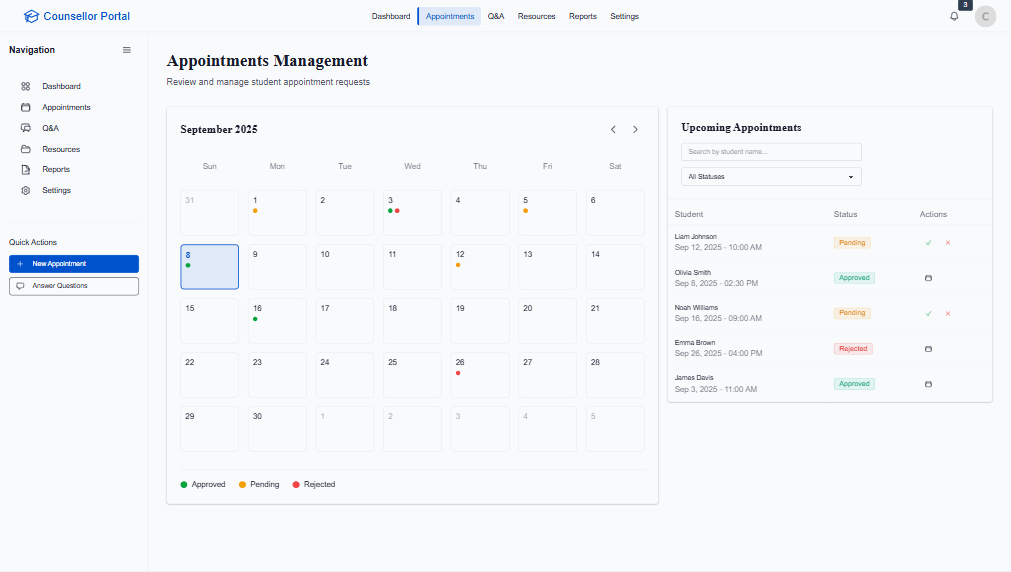 Counsellor Portal
Dashboard Appointments Q&A Resources Reports Settings
3
C
Navigation
Dashboard
Appointments
Q&A
Resources
Reports
Settings
Quick Actions
New Appointment
Answer Questions
Appointments Management
Review and manage student appointment requests
September 2025
Sun Mon Tue Wed Thu Fri Sat
31 1 2 3 4 5 6
8 9 10 11 12 13 14
15 16 17 18 19 20 21
22 23 24 25 26 27 28
29 30 1 2 3 4 5
Approved Pending Rejected
Upcoming Appointments
Search by student name...
All Statuses
Student Status Actions
Liam Johnson
Sep 12, 2025 - 10:00 AM Pending
Olivia Smith
Sep 8, 2025 - 02:30 PM Approved
Noah Williams
Sep 16, 2025 - 09:00 AM Pending
Emma Brown
Sep 26, 2025 - 04:00 PM Rejected
James Davis
Sep 3, 2025 - 11:00 AM Approved